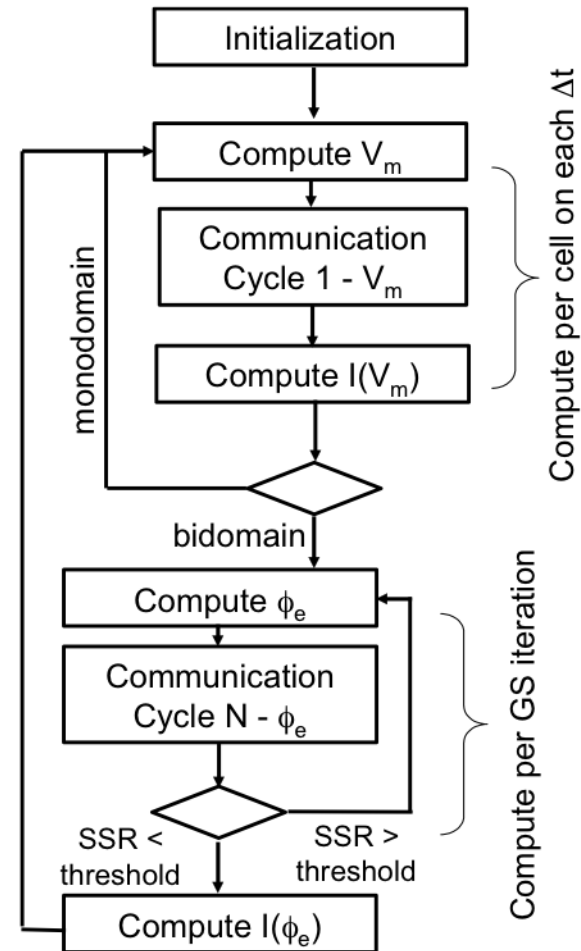 Initialization
Compute Vₘ
Communication
Cycle 1 - Vₘ
Compute I(Vₘ)
Compute per cell on each Δt
monodomain
bidomain
Compute ϕₑ
Communication
Cycle N - ϕₑ
Compute per GS iteration
SSR <
threshold
SSR >
threshold
Compute I(ϕₑ)